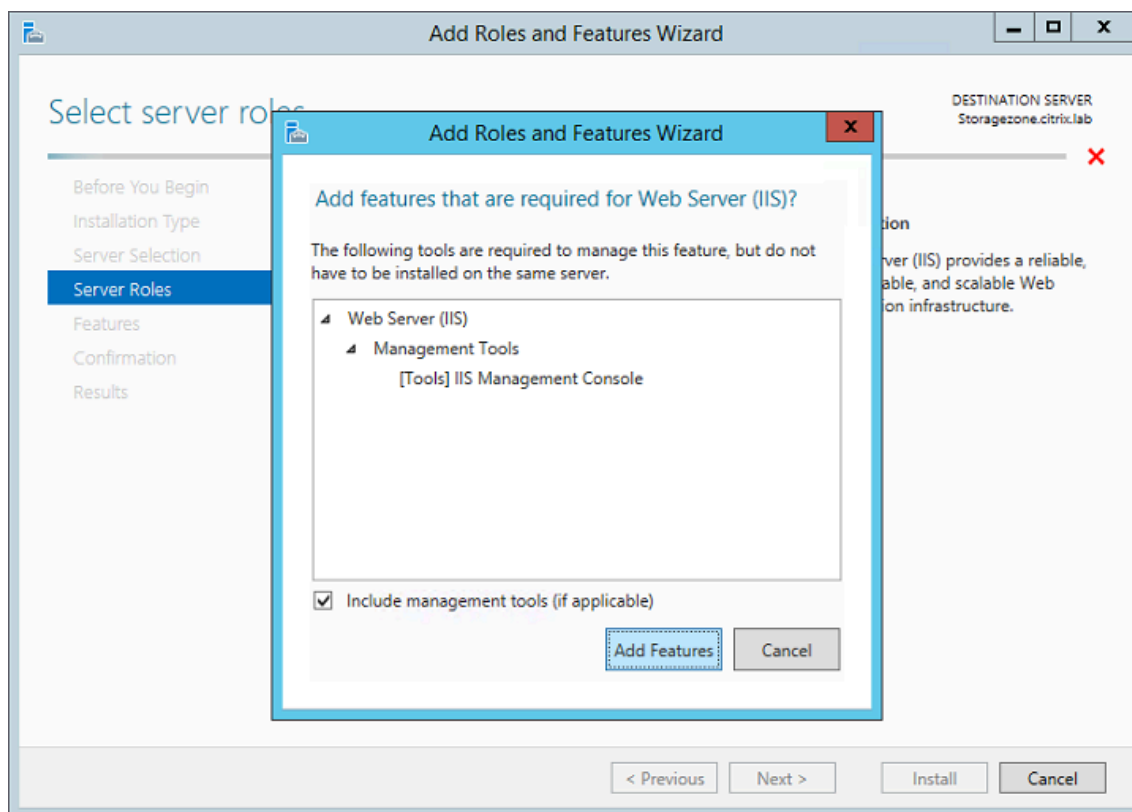 Add Roles and Features Wizard
Select server roles
DESTINATION SERVER
Storagezone.citrix.lab
Before You Begin
Installation Type
Server Selection
Server Roles
Features
Confirmation
Results
Add Roles and Features Wizard
Add features that are required for Web Server (IIS)?
The following tools are required to manage this feature, but do not
have to be installed on the same server.
Web Server (IIS)
Management Tools
[Tools] IIS Management Console
Include management tools (if applicable)
Add Features
Cancel
(IIS) provides a reliable,
and scalable Web
infrastructure.
< Previous
Next >
Install
Cancel